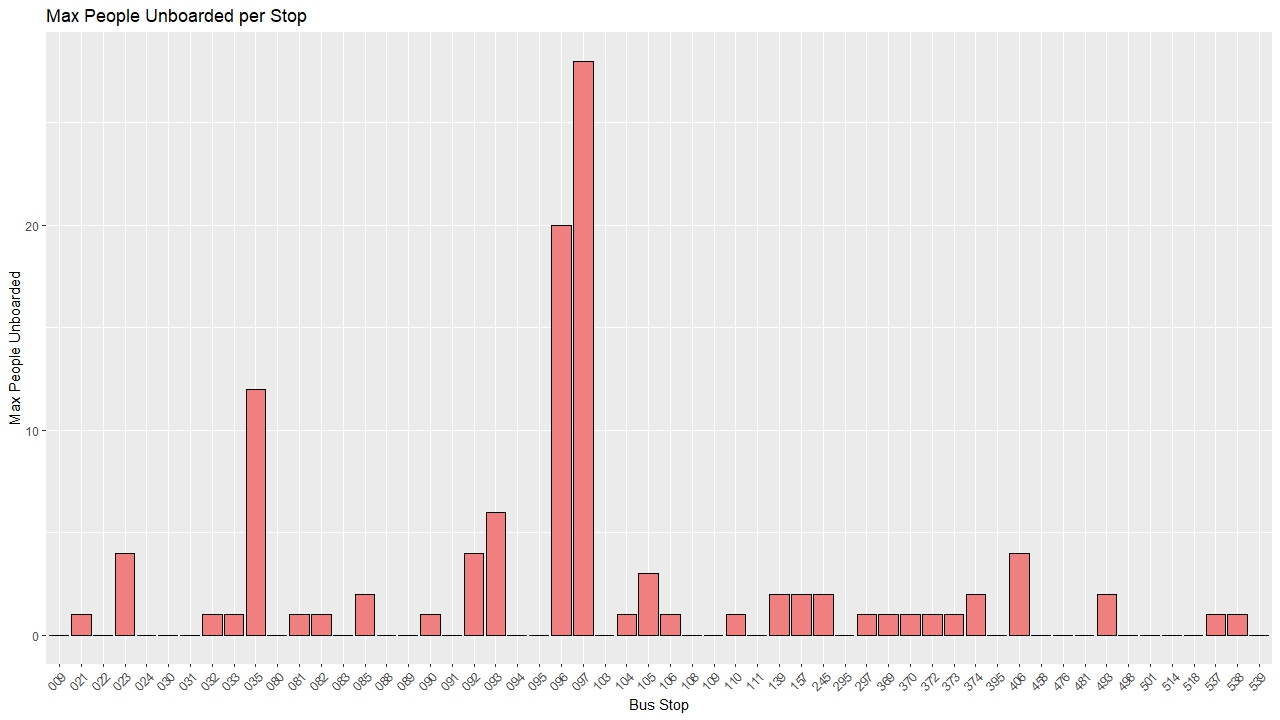 Max People Unboarded per Stop
Max People Unboarded
20
10
0
009 021 022 023 024 030 031 032 033 035 080 081 082 083 085 088 089 090 091 092 093 094 095 096 097 103 104 105 106 108 109 110 111 139 157 245 295 297 369 370 372 373 374 395 406 458 476 481 493 498 501 514 518 537 538 539
Bus Stop